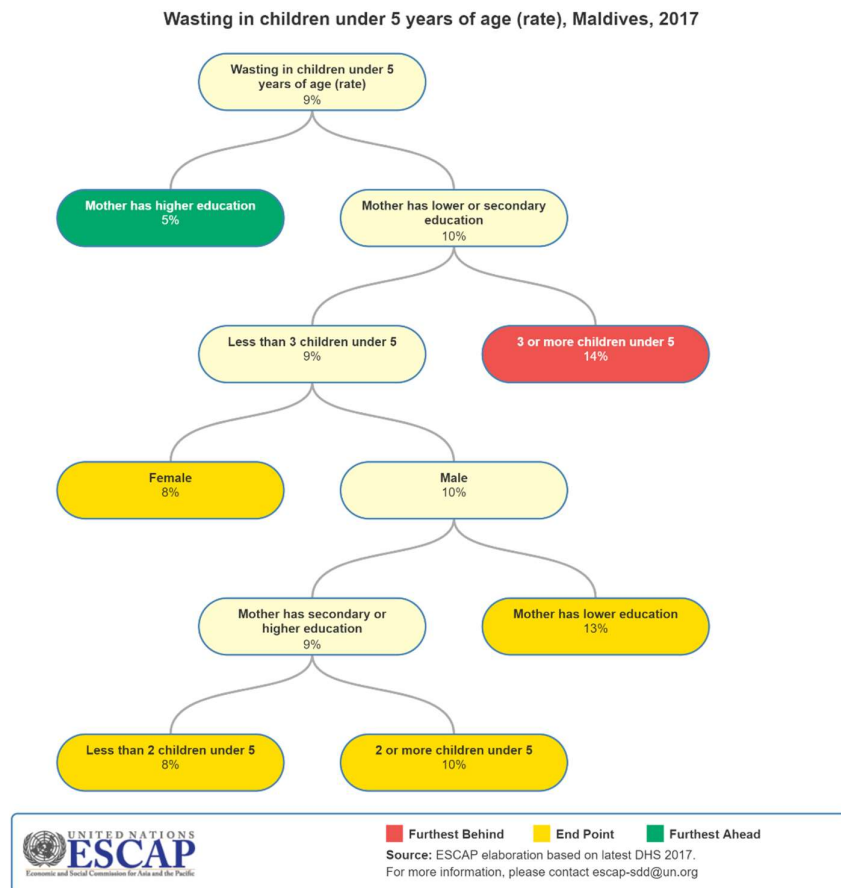 Wasting in children under 5 years of age (rate), Maldives, 2017
Wasting in children under 5
years of age (rate)
9%
Mother has higher education
5%
Mother has lower or secondary
education
10%
Less than 3 children under 5
9%
3 or more children under 5
14%
Female
8%
Male
10%
Mother has secondary or
higher education
9%
Mother has lower education
13%
Less than 2 children under 5
8%
2 or more children under 5
10%
UNITED NATIONS
ESCAP
Economic and Social Commission for Asia and the Pacific
Furthest Behind
End Point
Furthest Ahead
Source: ESCAP elaboration based on latest DHS 2017.
For more information, please contact escap-sdd@un.org